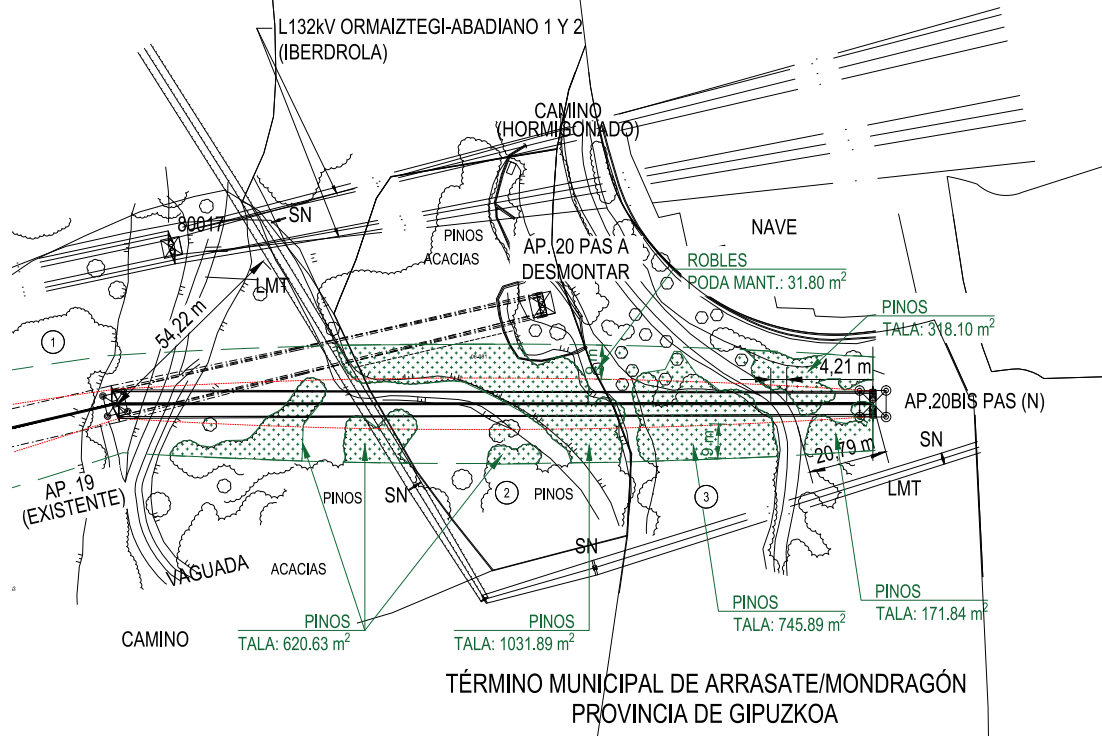 L132kV ORMAIZTEGI-ABADIANO 1 Y 2
(IBERDROLA)
CAMINO
(HORMISONADO)
80017
SN
PINOS
ACACIAS
AP. 20 PAS A
DESMONTAR
NAVE
ROBLES
PODA MANT.: 31.80 m²
LMT
54.22 m
PINOS
TALA: 318.10 m²
1
9 m
4,21 m
AP.20BIS PAS (N)
9 m
20,79 m
SN
AP. 19
(EXISTENTE)
PINOS
SN
2
PINOS
3
LMT
SN
VAGUADA
ACACIAS
CAMINO
PINOS
TALA: 620.63 m²
PINOS
TALA: 1031.89 m²
PINOS
TALA: 745.89 m²
PINOS
TALA: 171.84 m²
TÉRMINO MUNICIPAL DE ARRASATE/MONDRAGÓN
PROVINCIA DE GIPUZKOA